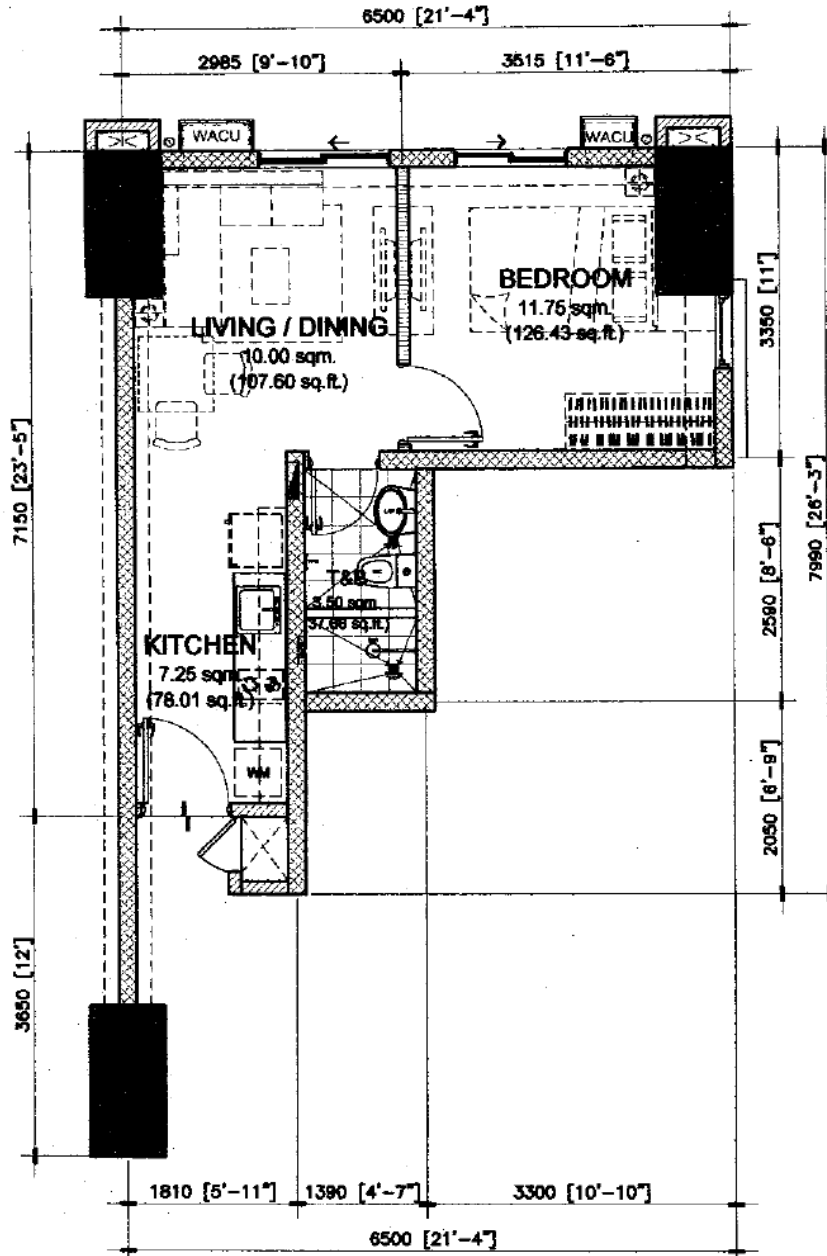 6500 [21'-4"]
2985 [9'-10"]
3515 [11'-6"]
WACU
WACU
BEDROOM
11.75 sqm.
(126.43 sq.ft.)
LIVING / DINING
10.00 sqm.
(107.60 sq.ft.)
3350 [11']
7150 [23'-5"]
7990 [26'-3"]
2590 [8'-6"]
T&B
3.50 sqm.
37.66 sq.ft.)
KITCHEN
7.25 sqm.
(78.01 sq.ft.)
WM
2050 [6'-9"]
3650 [12']
1810 [5'-11"]
1390 [4'-7"]
3300 [10'-10"]
6500 [21'-4"]